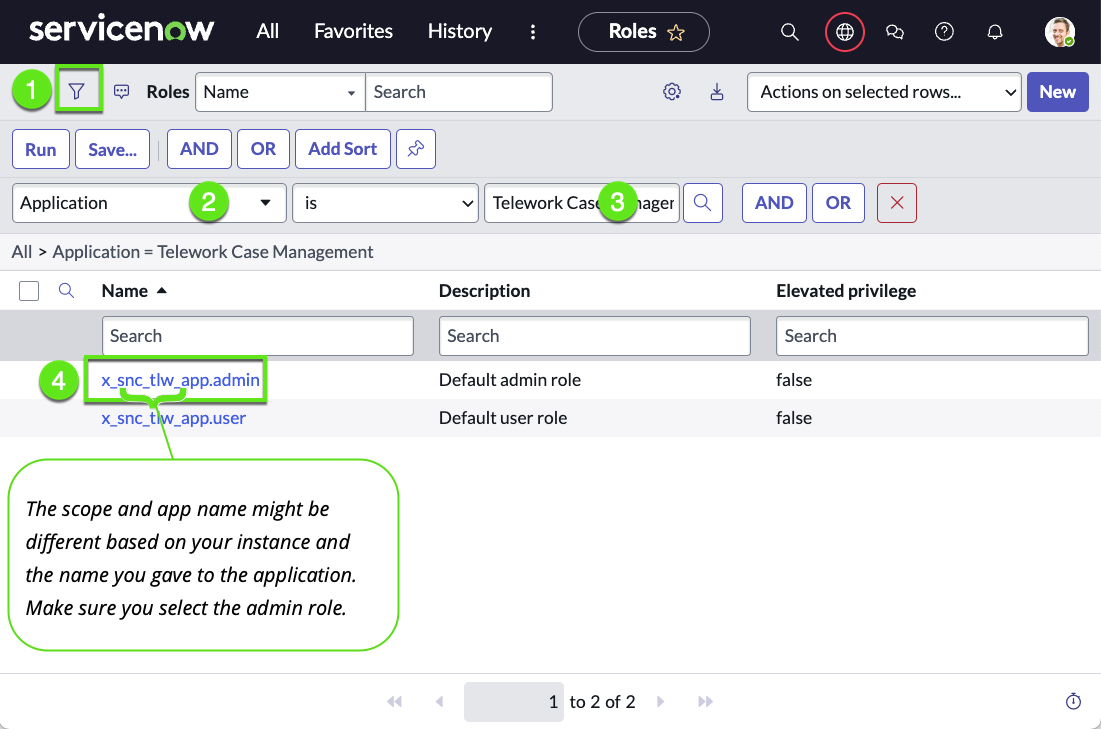 servicenow All Favorites History Roles
1 Roles Name Search Actions on selected rows... New
Run Save... AND OR Add Sort
Application 2 is Telework Case 3 nager AND OR
All > Application = Telework Case Management
Name Description Elevated privilege
Search Search Search
4 x_snc_tlw_app.admin Default admin role false
x_snc_tlw_app.user Default user role false
The scope and app name might be
different based on your instance and
the name you gave to the application.
Make sure you select the admin role.
1 to 2 of 2